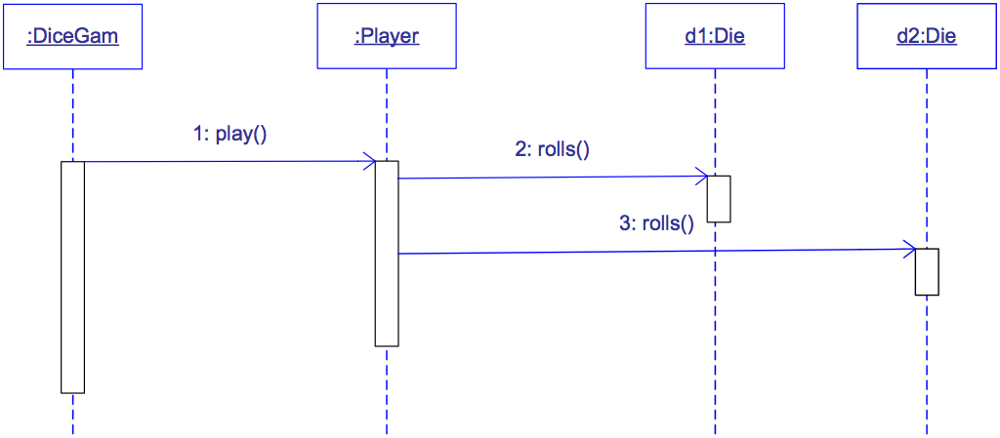 :DiceGam
:Player
d1:Die
d2:Die
1: play()
2: rolls()
3: rolls()